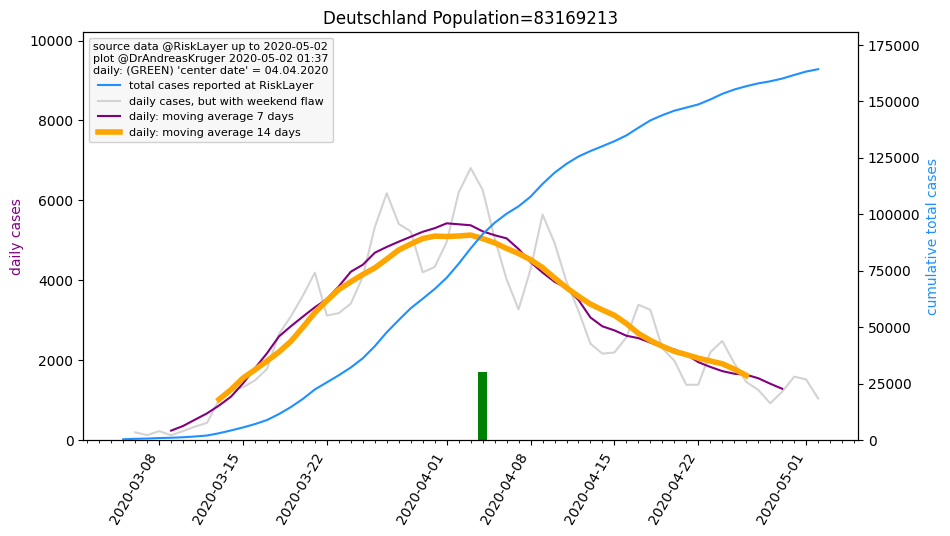 Deutschland Population=83169213
source data @RiskLayer up to 2020-05-02
plot @DrAndreasKruger 2020-05-02 01:37
daily: (GREEN) 'center date' = 04.04.2020
total cases reported at RiskLayer
daily cases, but with weekend flaw
daily: moving average 7 days
daily: moving average 14 days
daily cases
10000
8000
6000
4000
2000
0
175000
150000
125000
100000
75000
50000
25000
0
cumulative total cases
2020-03-08
2020-03-15
2020-03-22
2020-04-01
2020-04-08
2020-04-15
2020-04-22
2020-05-01